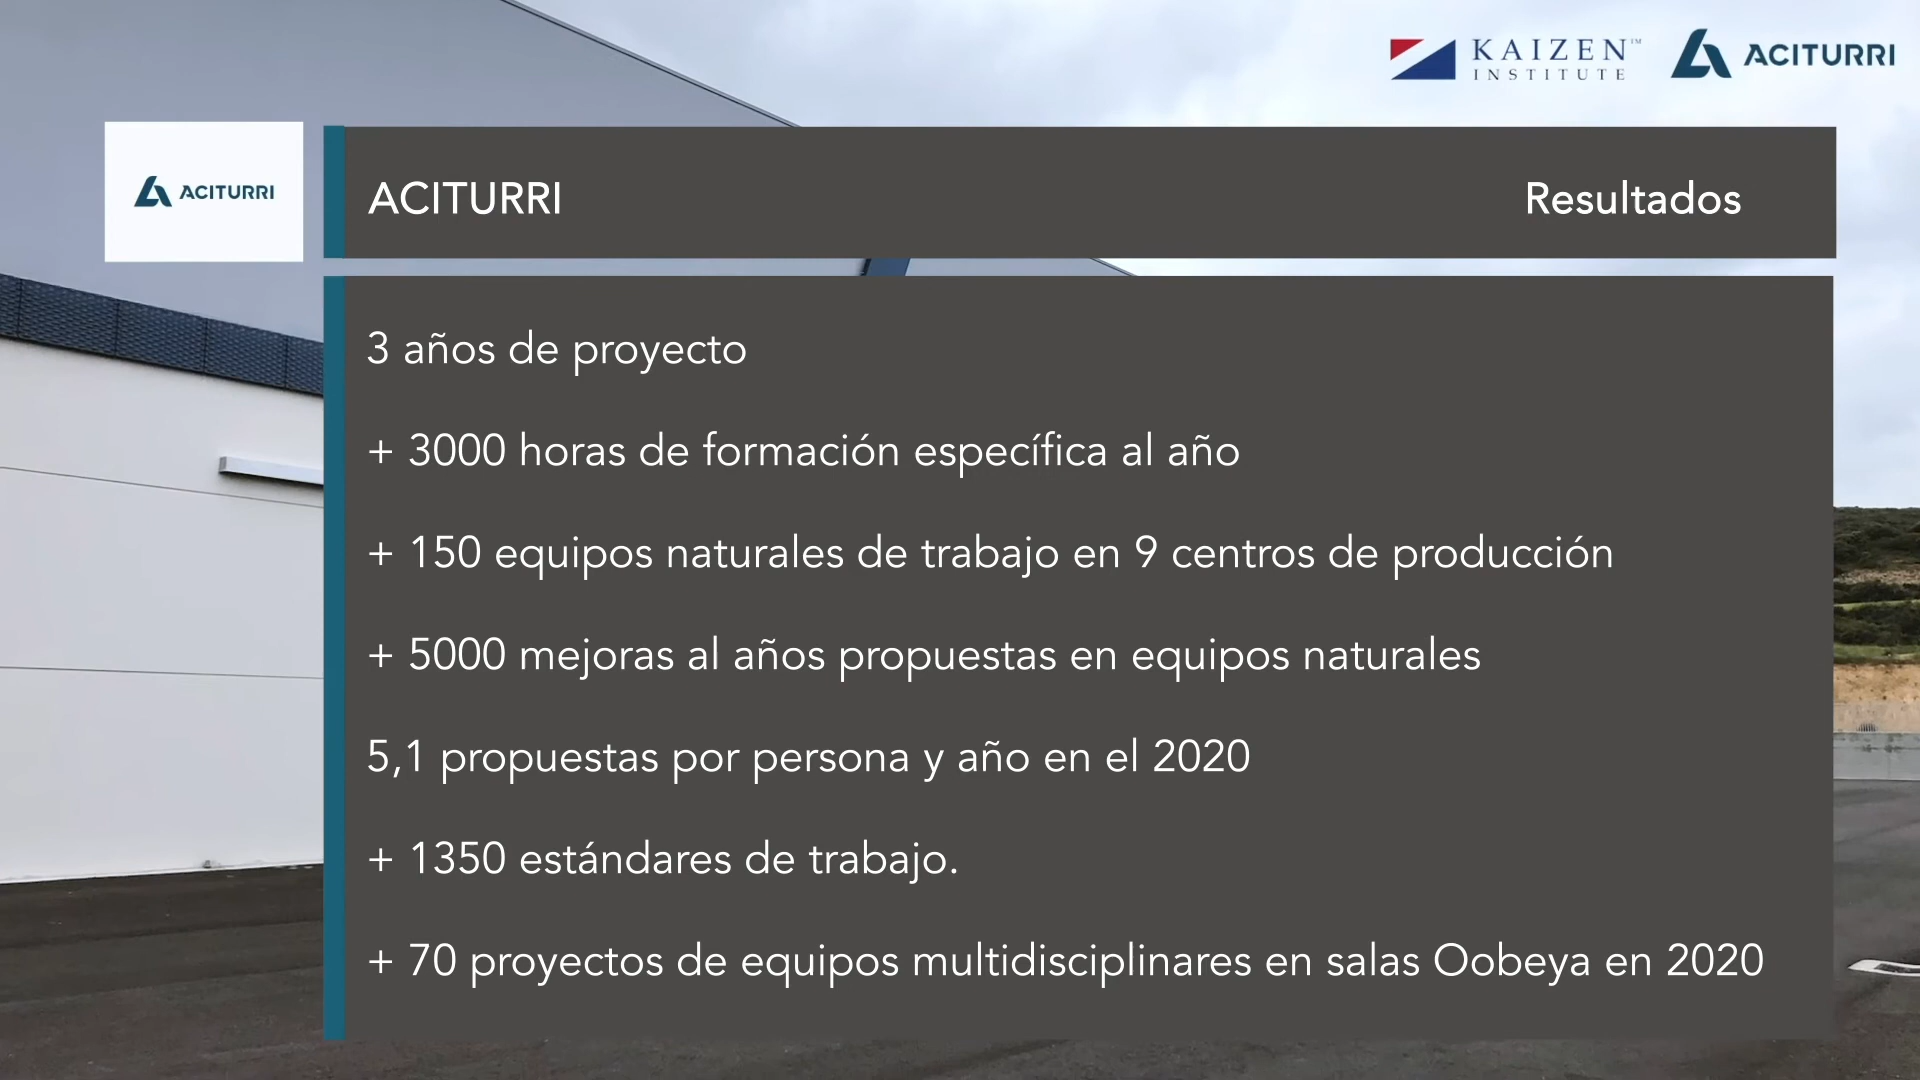 KAIZEN™
INSTITUTE
ACITURRI
ACITURRI
ACITURRI
Resultados
3 años de proyecto
+ 3000 horas de formación específica al año
+ 150 equipos naturales de trabajo en 9 centros de producción
+ 5000 mejoras al años propuestas en equipos naturales
5,1 propuestas por persona y año en el 2020
+ 1350 estándares de trabajo.
+ 70 proyectos de equipos multidisciplinares en salas Oobeya en 2020